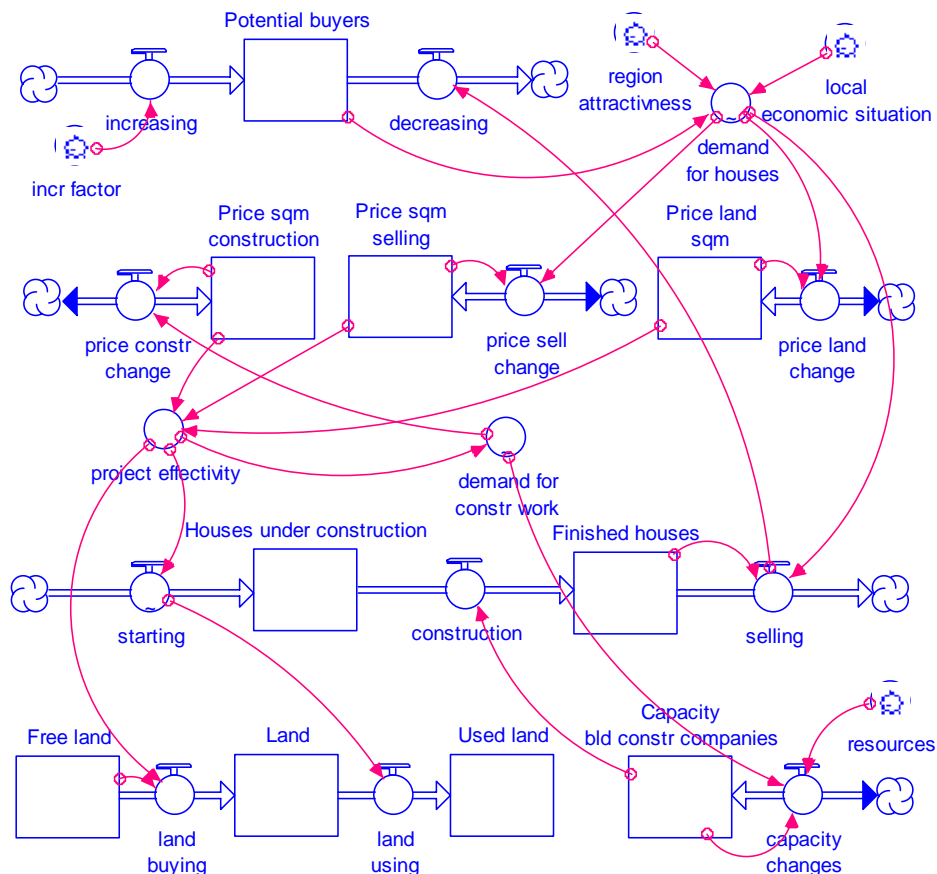 Potential buyers
region
attractivness
local
economic situation
increasing
decreasing
demand
for houses
incr factor
Price sqm
construction
Price sqm
selling
Price land
sqm
price constr
change
price sell
change
price land
change
project effectivity
demand for
constr work
Houses under construction
Finished houses
starting
construction
selling
Free land
Land
Used land
Capacity
bld constr companies
resources
land
buying
land
using
capacity
changes